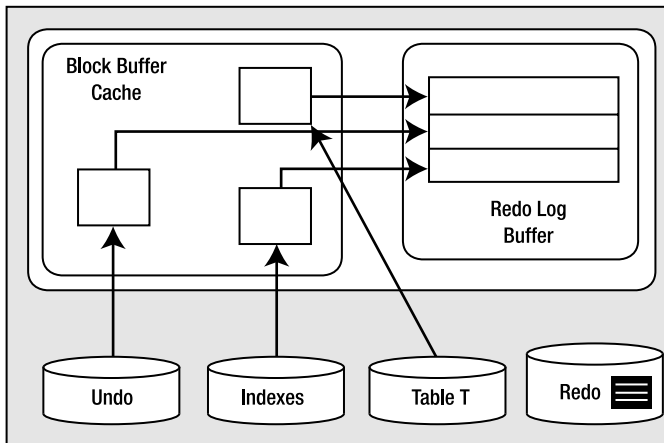 Block Buffer
Cache
Redo Log
Buffer
Undo
Indexes
Table T
Redo